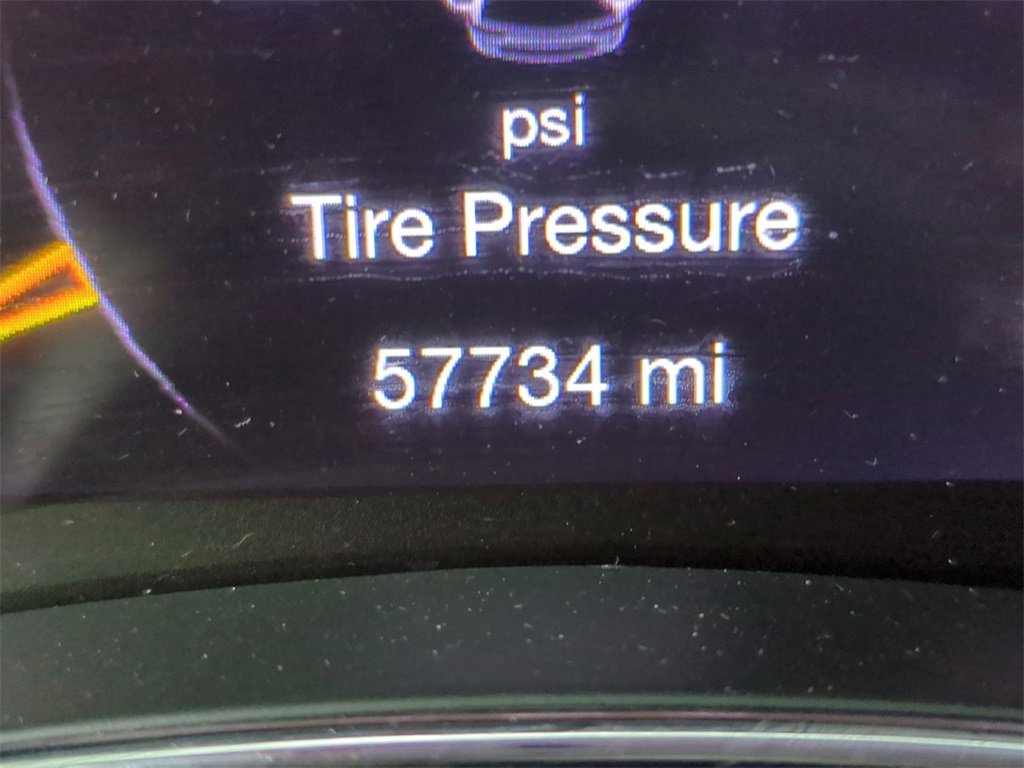 psi
Tire Pressure
57734 mi